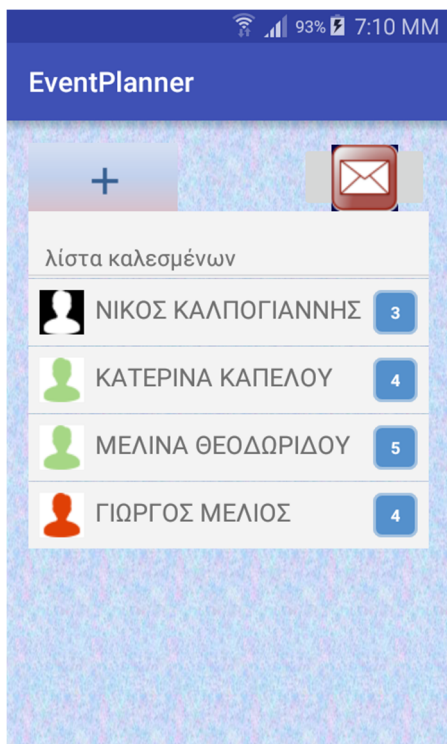 93% 7:10 MM
EventPlanner
+
λίστα καλεσμένων
ΝΙΚΟΣ ΚΑΛΠΟΓΙΑΝΝΗΣ 3
ΚΑΤΕΡΙΝΑ ΚΑΠΕΛΟΥ 4
ΜΕΛΙΝΑ ΘΕΟΔΩΡΙΔΟΥ 5
ΓΙΩΡΓΟΣ ΜΕΛΙΟΣ 4